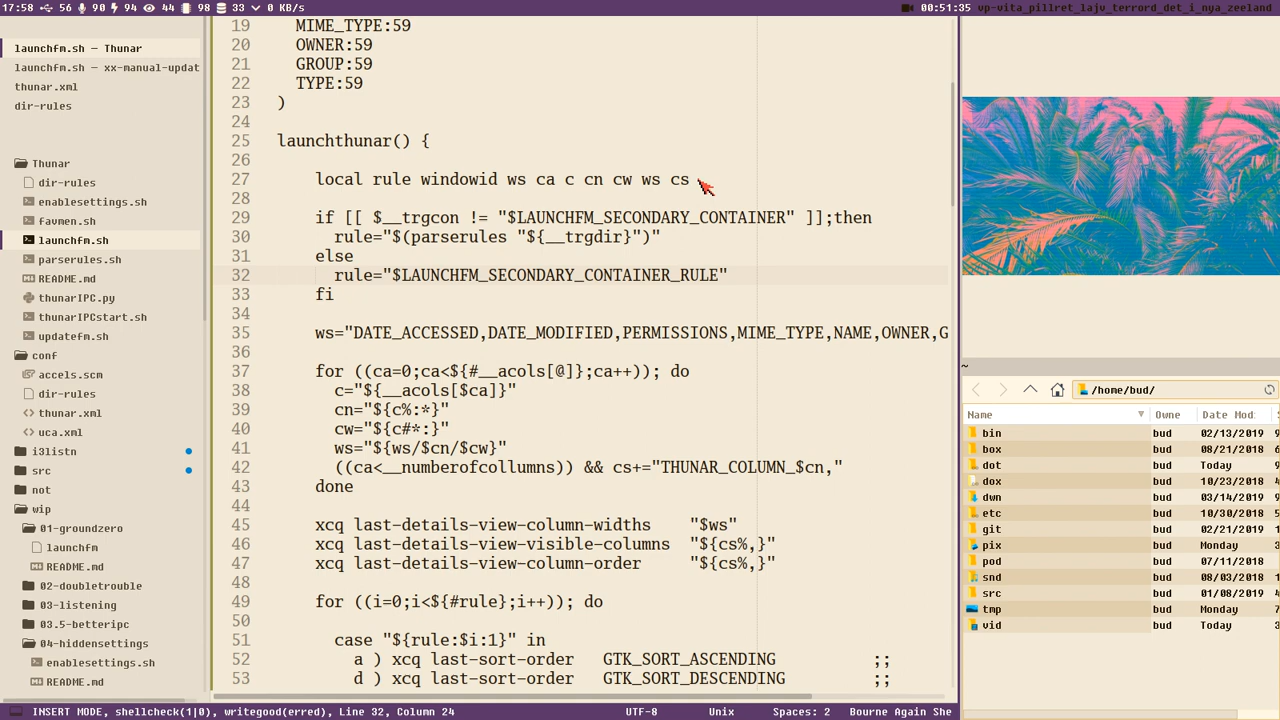 17:58 56 90 94 44 98 33 0 KB/s
00:51:35 vp-vita_pillret_lajv_terrord_det_i_nya_zeeland
launchfm.sh — Thunar
launchfm.sh — xx-manual-updat
thunar.xml
dir-rules
Thunar
dir-rules
enablesettings.sh
favmen.sh
launchfm.sh
parserules.sh
README.md
thunarIPC.py
thunarIPCstart.sh
updatefm.sh
conf
accels.scm
dir-rules
thunar.xml
uca.xml
i3listn
src
not
wip
01-groundzero
launchfm
README.md
02-doubletrouble
03-listening
03.5-betteripc
04-hiddensettings
enablesettings.sh
README.md
19 MIME_TYPE:59
20 OWNER:59
21 GROUP:59
22 TYPE:59
23 )
24
25 launchthunar() {
26
27 local rule windowid ws ca c cn cw ws cs
28
29 if [[ $__trgcon != "$LAUNCHFM_SECONDARY_CONTAINER" ]];then
30 rule="$(parserules "${__trgdir}")"
31 else
32 rule="$LAUNCHFM_SECONDARY_CONTAINER_RULE"
33 fi
34
35 ws="DATE_ACCESSED,DATE_MODIFIED,PERMISSIONS,MIME_TYPE,NAME,OWNER,G
36
37 for ((ca=0;ca<${#__acols[@]};ca++)); do
38 c="${__acols[$ca]}"
39 cn="${c%:*}"
40 cw="${c#*:}"
41 ws="${ws/$cn/$cw}"
42 ((ca<__numberofcollumns)) && cs+="THUNAR_COLUMN_$cn,"
43 done
44
45 xcq last-details-view-column-widths "$ws"
46 xcq last-details-view-visible-columns "${cs%,}"
47 xcq last-details-view-column-order "${cs%,}"
48
49 for ((i=0;i<${#rule};i++)); do
50
51 case "${rule:$i:1}" in
52 a ) xcq last-sort-order GTK_SORT_ASCENDING ;;
53 d ) xcq last-sort-order GTK_SORT_DESCENDING ;;
~
/home/bud/
Name Owne Date Mod: S
bin bud 02/13/2019 9
box bud 08/21/2018 6
dot bud Today 9
dox bud 10/23/2018 4
dwn bud 03/14/2019 9
etc bud 10/30/2018 5
git bud 02/21/2019 9
pix bud Monday 4
pod bud 07/11/2018
snd bud 08/03/2018 1
src bud 01/08/2019 4
tmp bud Monday 7
vid bud Today 3
INSERT MODE, shellcheck(1|0), writegood(erred), Line 32, Column 24 UTF-8 Unix Spaces: 2 Bourne Again She